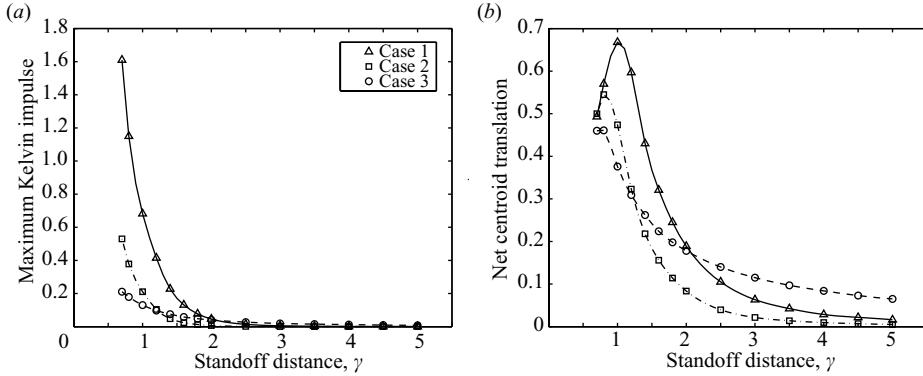 (a)
Maximum Kelvin impulse
1.8
1.6
1.4
1.2
1.0
0.8
0.6
0.4
0.2
0 1 2 3 4 5
Standoff distance, γ
Case 1
Case 2
Case 3
(b)
Net centroid translation
0.7
0.6
0.5
0.4
0.3
0.2
0.1
0 1 2 3 4 5
Standoff distance, γ